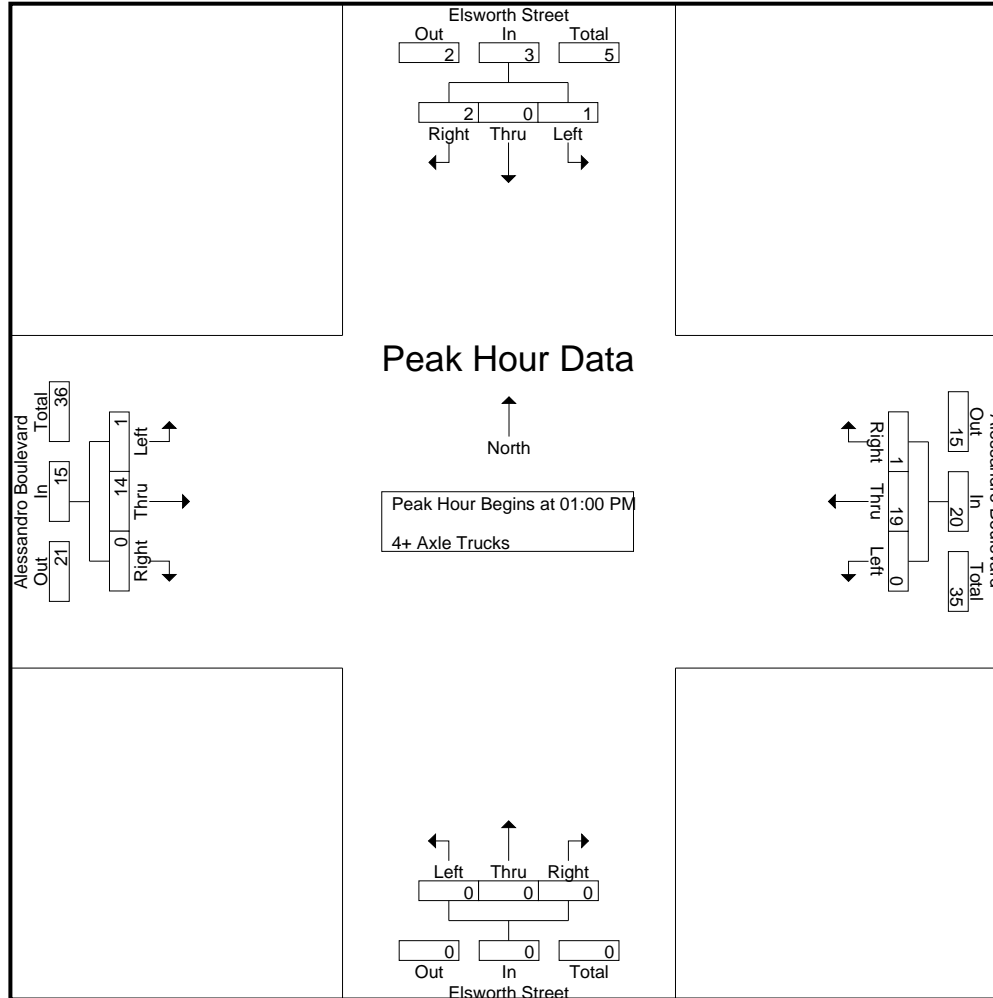 Elsworth Street
Out In Total
2 3 5
2 0 1
Right Thru Left
Peak Hour Data
North
Peak Hour Begins at 01:00 PM
4+ Axle Trucks
Alessandro Boulevard
Out In Total
21 15 36
0 14 1
Right Thru Left
Out In Total
15 20 35
1 19 0
Right Thru Left
Left Thru Right
0 0 0
0 0 0
Out In Total
Elsworth Street